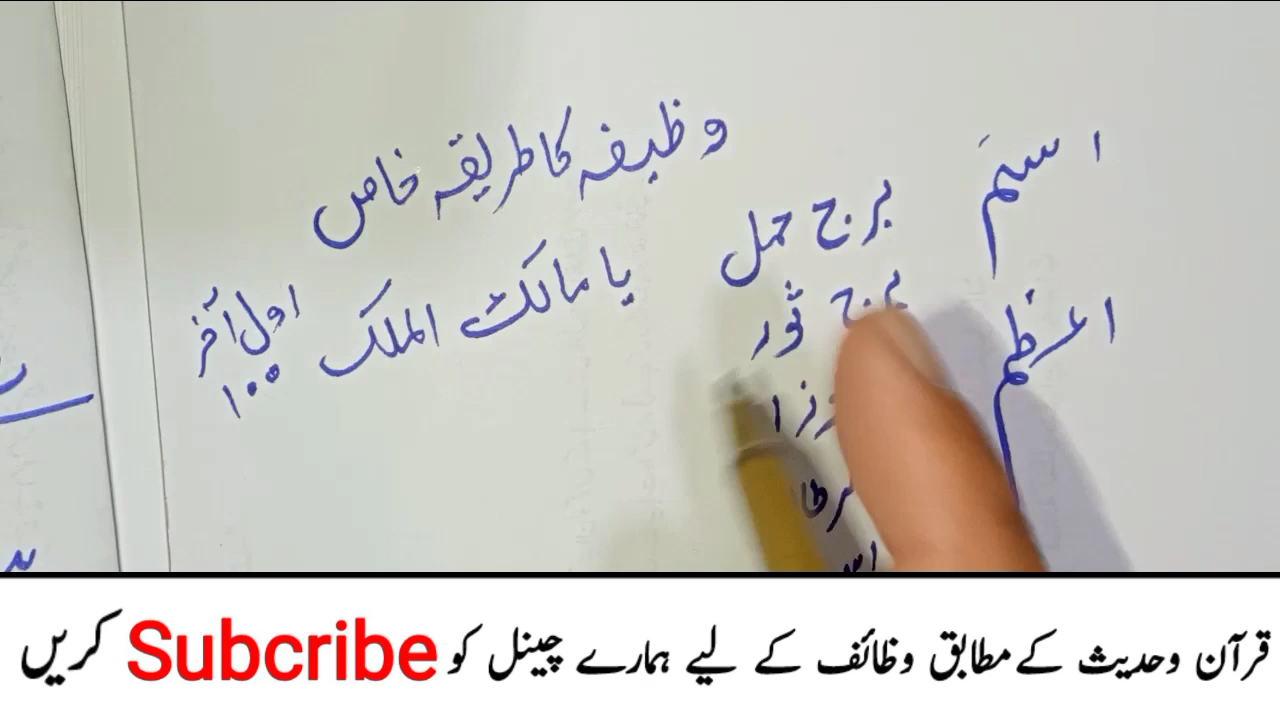 وظیفہ کا طریقہ خاص
اسم
اعظم
برج حمل
برج ثور
یا مالک الملک
اول آخر
۱۰۰
قرآن وحدیث کے مطابق وظائف کے لیے ہمارے چینل کو Subcribe کریں